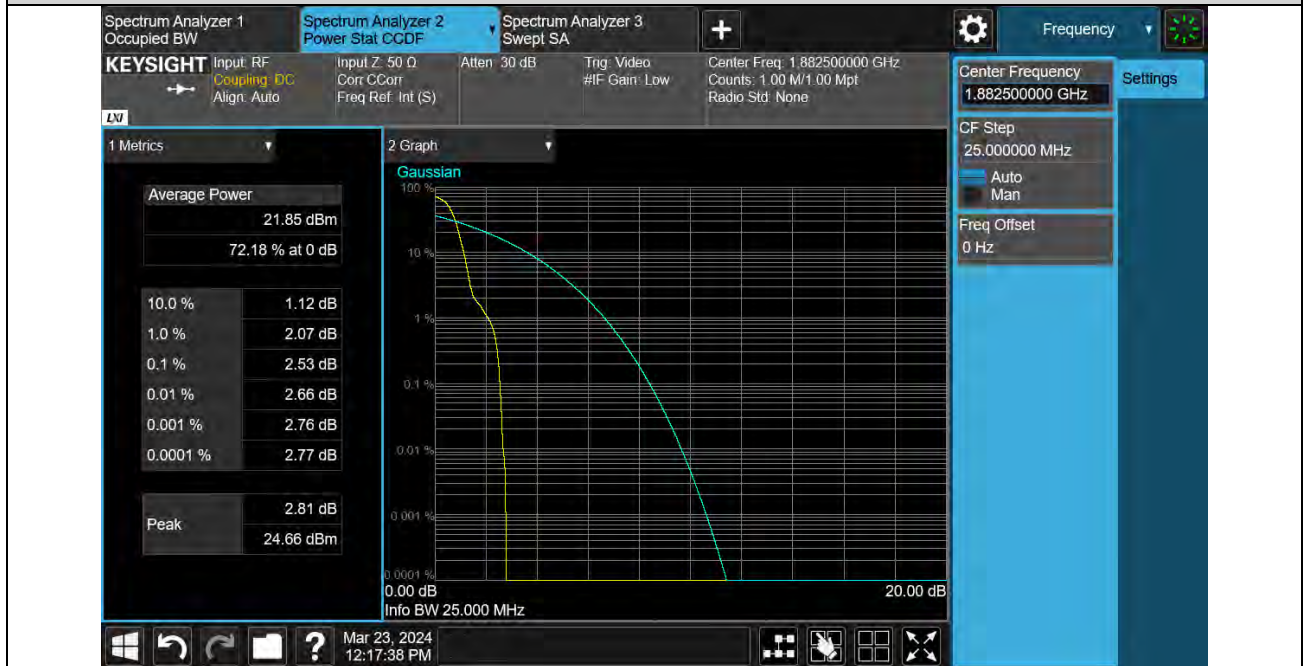 Spectrum Analyzer 1
Occupied BW
Spectrum Analyzer 2
Power Stat CCDF
Spectrum Analyzer 3
Swept SA
Frequency
KEYSIGHT
Input: RF
Coupling: DC
Align: Auto
Input Z: 50 Ω
Corr CCorr
Freq Ref: Int (S)
Atten: 30 dB
Trig: Video
#IF Gain: Low
Center Freq: 1.882500000 GHz
Counts: 1.00 M/1.00 Mpt
Radio Std: None
LXI
Center Frequency
1.882500000 GHz
Settings
CF Step
25.000000 MHz
Auto
Man
Freq Offset
0 Hz
1 Metrics
Average Power
21.85 dBm
72.18 % at 0 dB
10.0 % 1.12 dB
1.0 % 2.07 dB
0.1 % 2.53 dB
0.01 % 2.66 dB
0.001 % 2.76 dB
0.0001 % 2.77 dB
Peak
2.81 dB
24.66 dBm
2 Graph
Gaussian
100 %
10 %
1 %
0.1 %
0.01 %
0.001 %
0.0001 %
0.00 dB
20.00 dB
Info BW 25.000 MHz
?
Mar 23, 2024
12:17:38 PM